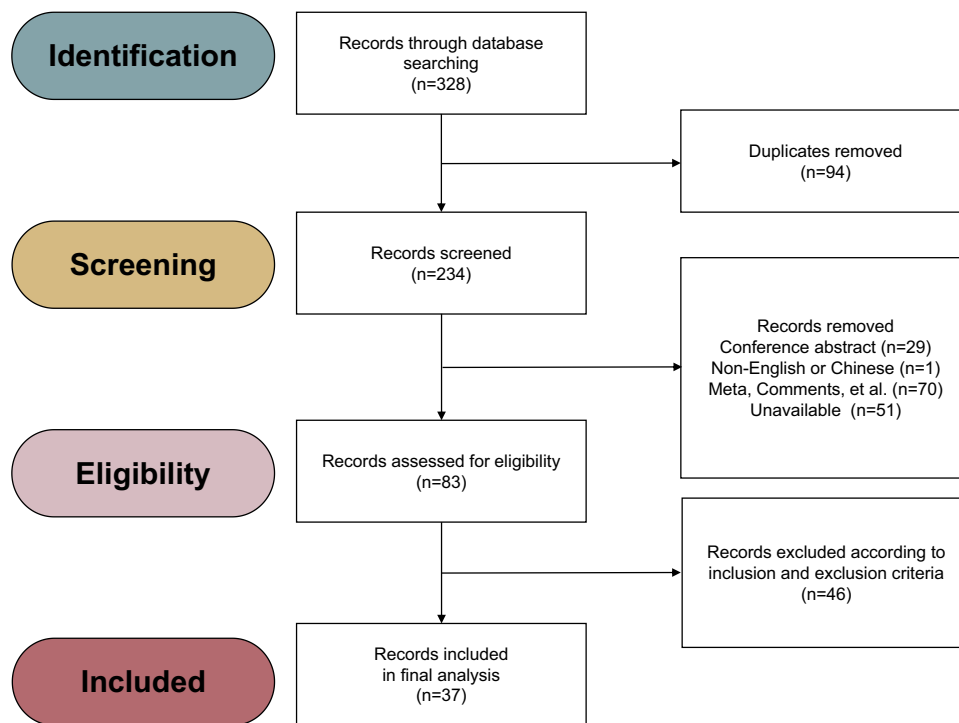 Identification
Records through database
searching
(n=328)
Duplicates removed
(n=94)
Screening
Records screened
(n=234)
Records removed
Conference abstract (n=29)
Non-English or Chinese (n=1)
Meta, Comments, et al. (n=70)
Unavailable (n=51)
Eligibility
Records assessed for eligibility
(n=83)
Records excluded according to
inclusion and exclusion criteria
(n=46)
Included
Records included
in final analysis
(n=37)